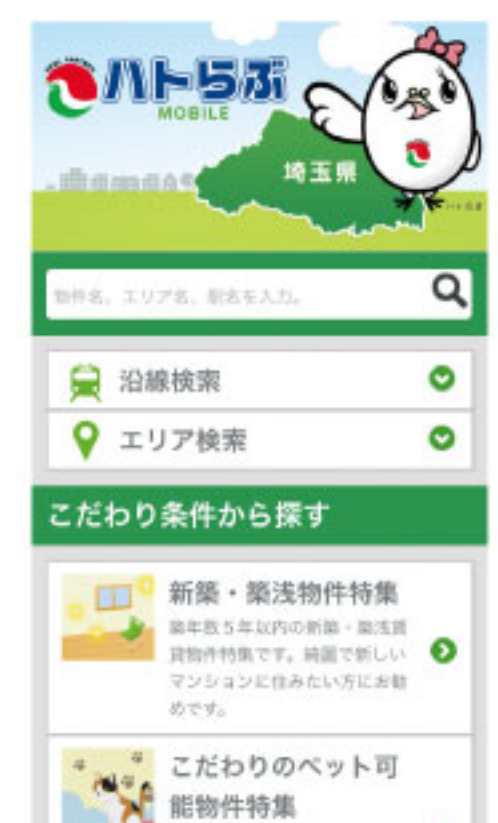 ハトらぶ
MOBILE
埼玉県
物件名、エリア名、駅名を入力。
沿線検索
エリア検索
こだわり条件から探す
新築・築浅物件特集
築年数5年以内の新築・築浅賃
貸物件特集です。綺麗で新しい
マンションに住みたい方にお勧
めです。
こだわりのペット可
能物件特集